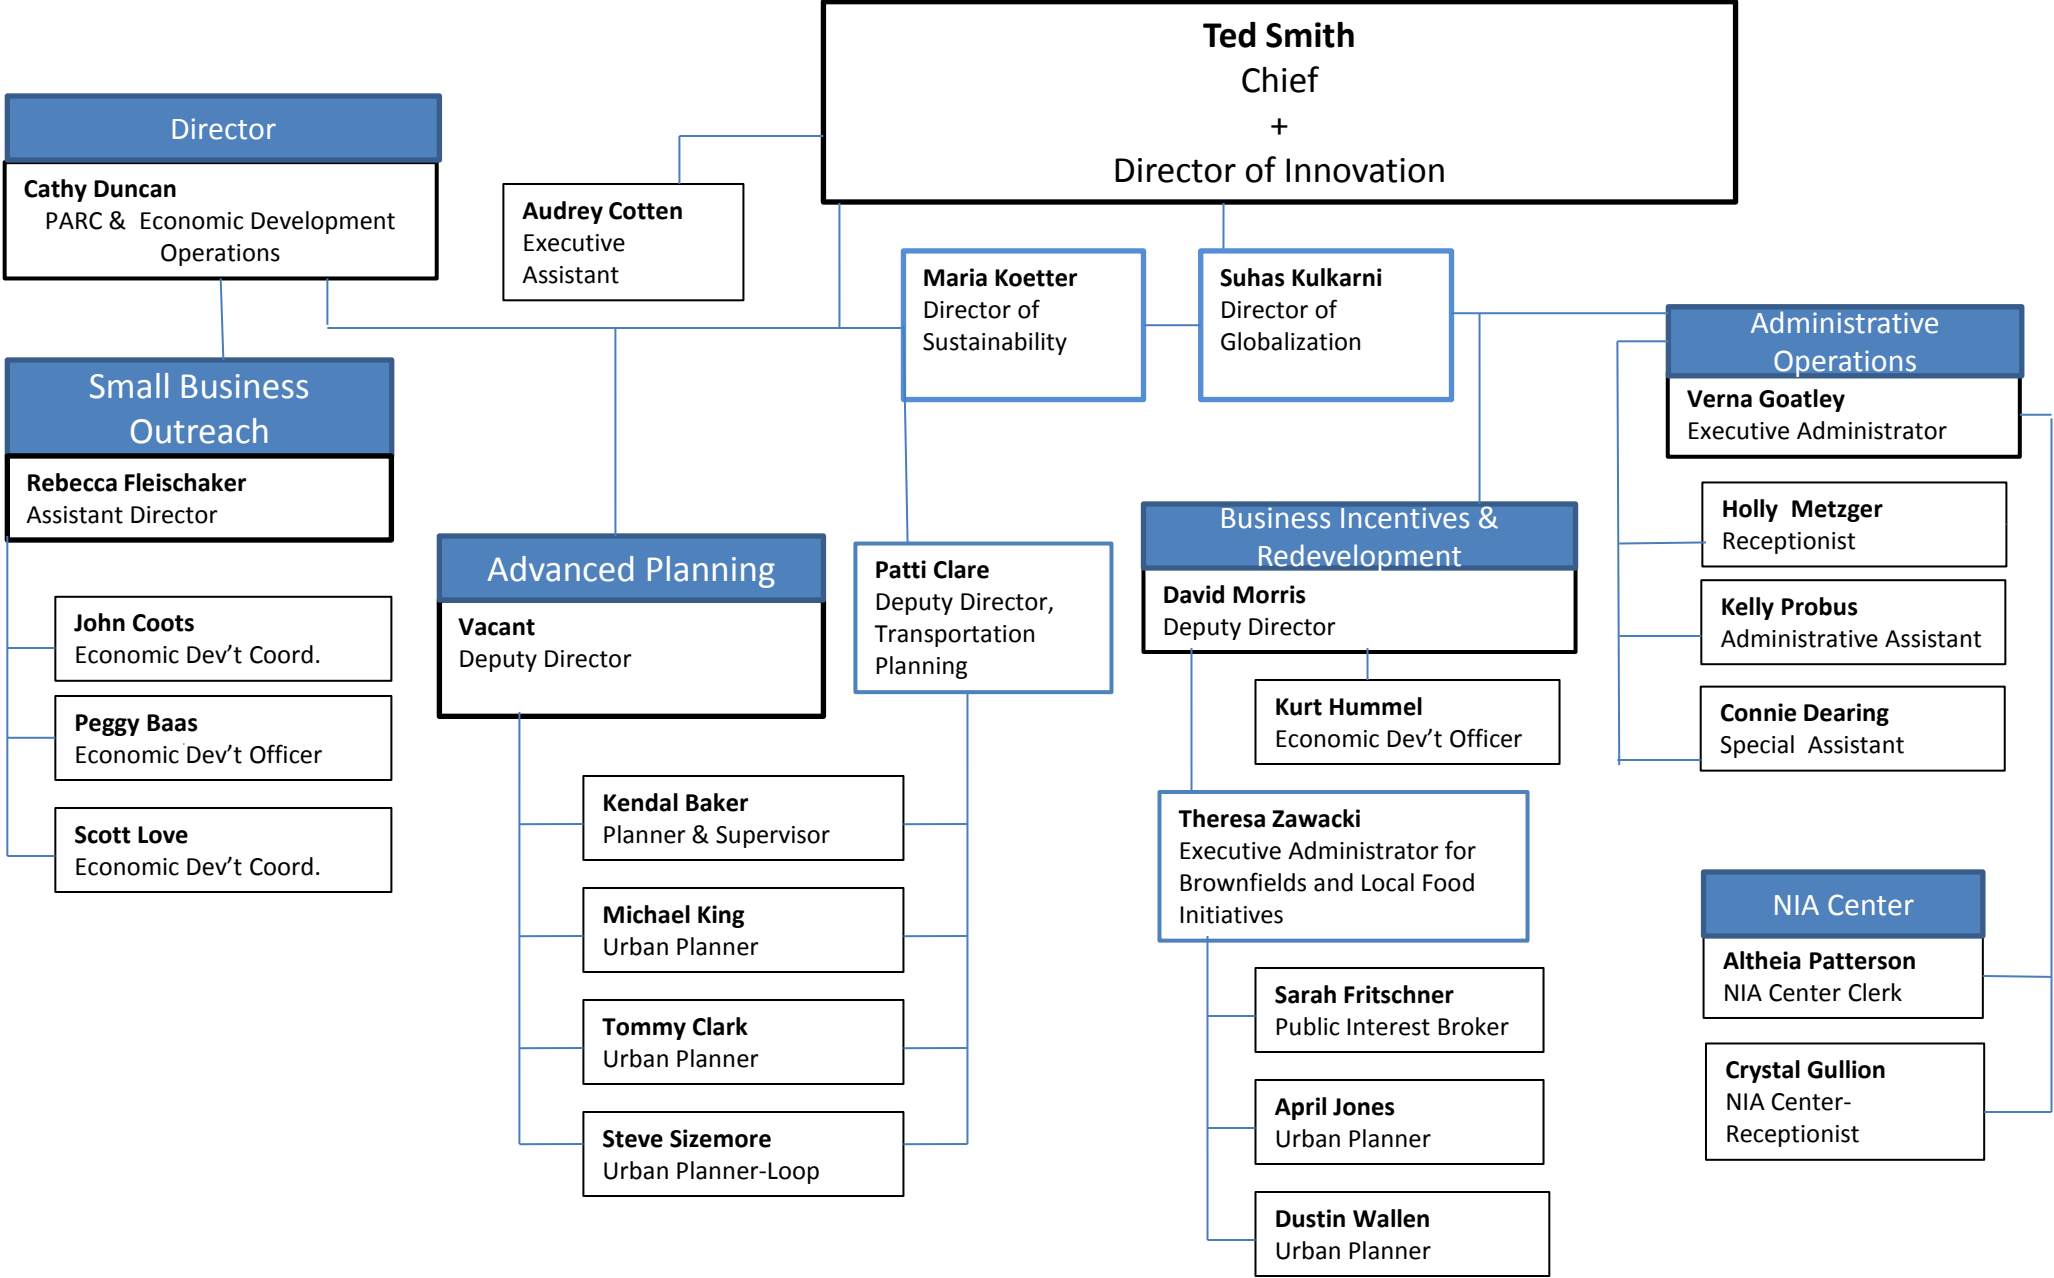 Ted Smith
Chief
+
Director of Innovation
Director
Cathy Duncan
PARC & Economic Development
Operations
Audrey Cotten
Executive
Assistant
Maria Koetter
Director of
Sustainability
Suhas Kulkarni
Director of
Globalization
Administrative
Operations
Verna Goatley
Executive Administrator
Small Business
Outreach
Rebecca Fleischaker
Assistant Director
John Coots
Economic Dev’t Coord.
Peggy Baas
Economic Dev’t Officer
Scott Love
Economic Dev’t Coord.
Advanced Planning
Vacant
Deputy Director
Patti Clare
Deputy Director,
Transportation
Planning
Kendal Baker
Planner & Supervisor
Michael King
Urban Planner
Tommy Clark
Urban Planner
Steve Sizemore
Urban Planner-Loop
Business Incentives &
Redevelopment
David Morris
Deputy Director
Kurt Hummel
Economic Dev’t Officer
Theresa Zawacki
Executive Administrator for
Brownfields and Local Food
Initiatives
Sarah Fritschner
Public Interest Broker
April Jones
Urban Planner
Dustin Wallen
Urban Planner
Holly Metzger
Receptionist
Kelly Probus
Administrative Assistant
Connie Dearing
Special Assistant
NIA Center
Altheia Patterson
NIA Center Clerk
Crystal Gullion
NIA Center-
Receptionist